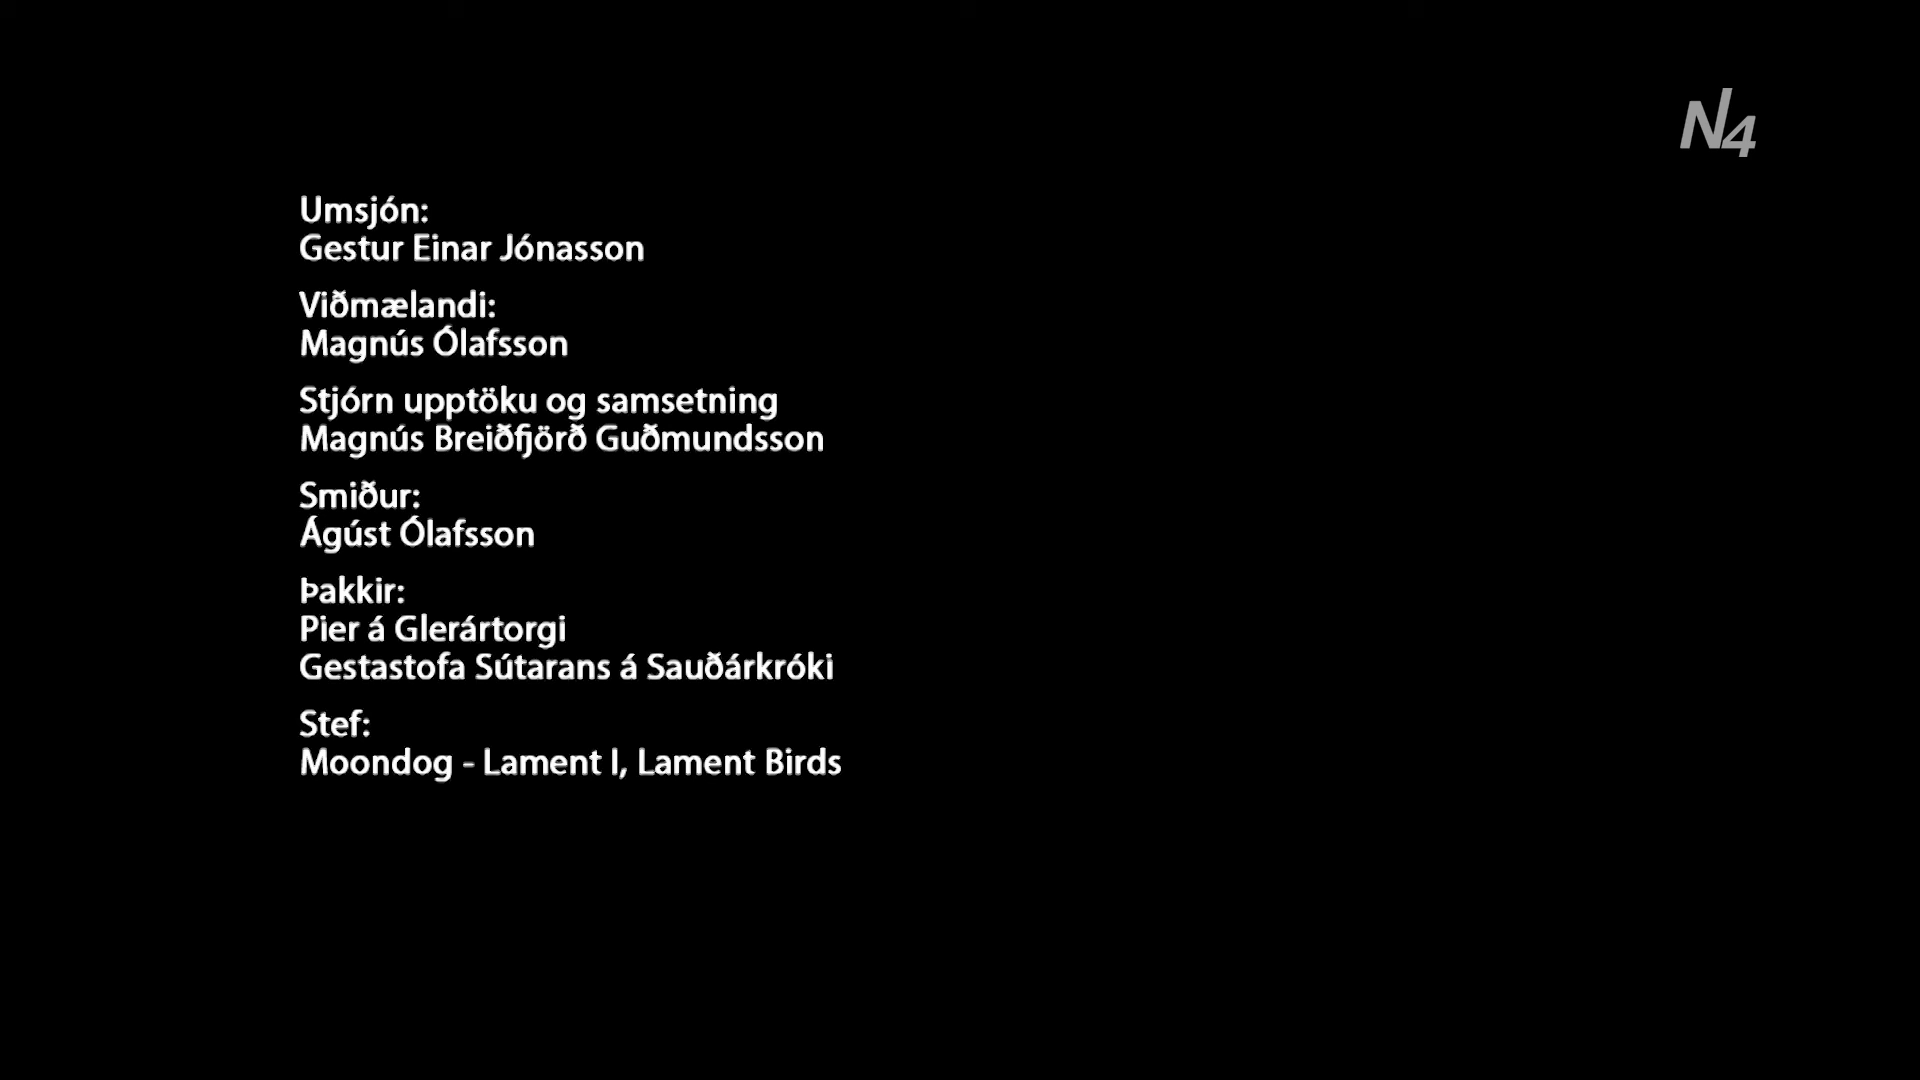 N4
Umsjón:
Gestur Einar Jónasson
Viðmælandi:
Magnús Ólafsson
Stjórn upptöku og samsetning
Magnús Breiðfjörð Guðmundsson
Smiður:
Ágúst Ólafsson
Þakkir:
Pier á Glerártorgi
Gestastofa Sútarans á Sauðárkróki
Stef:
Moondog - Lament I, Lament Birds